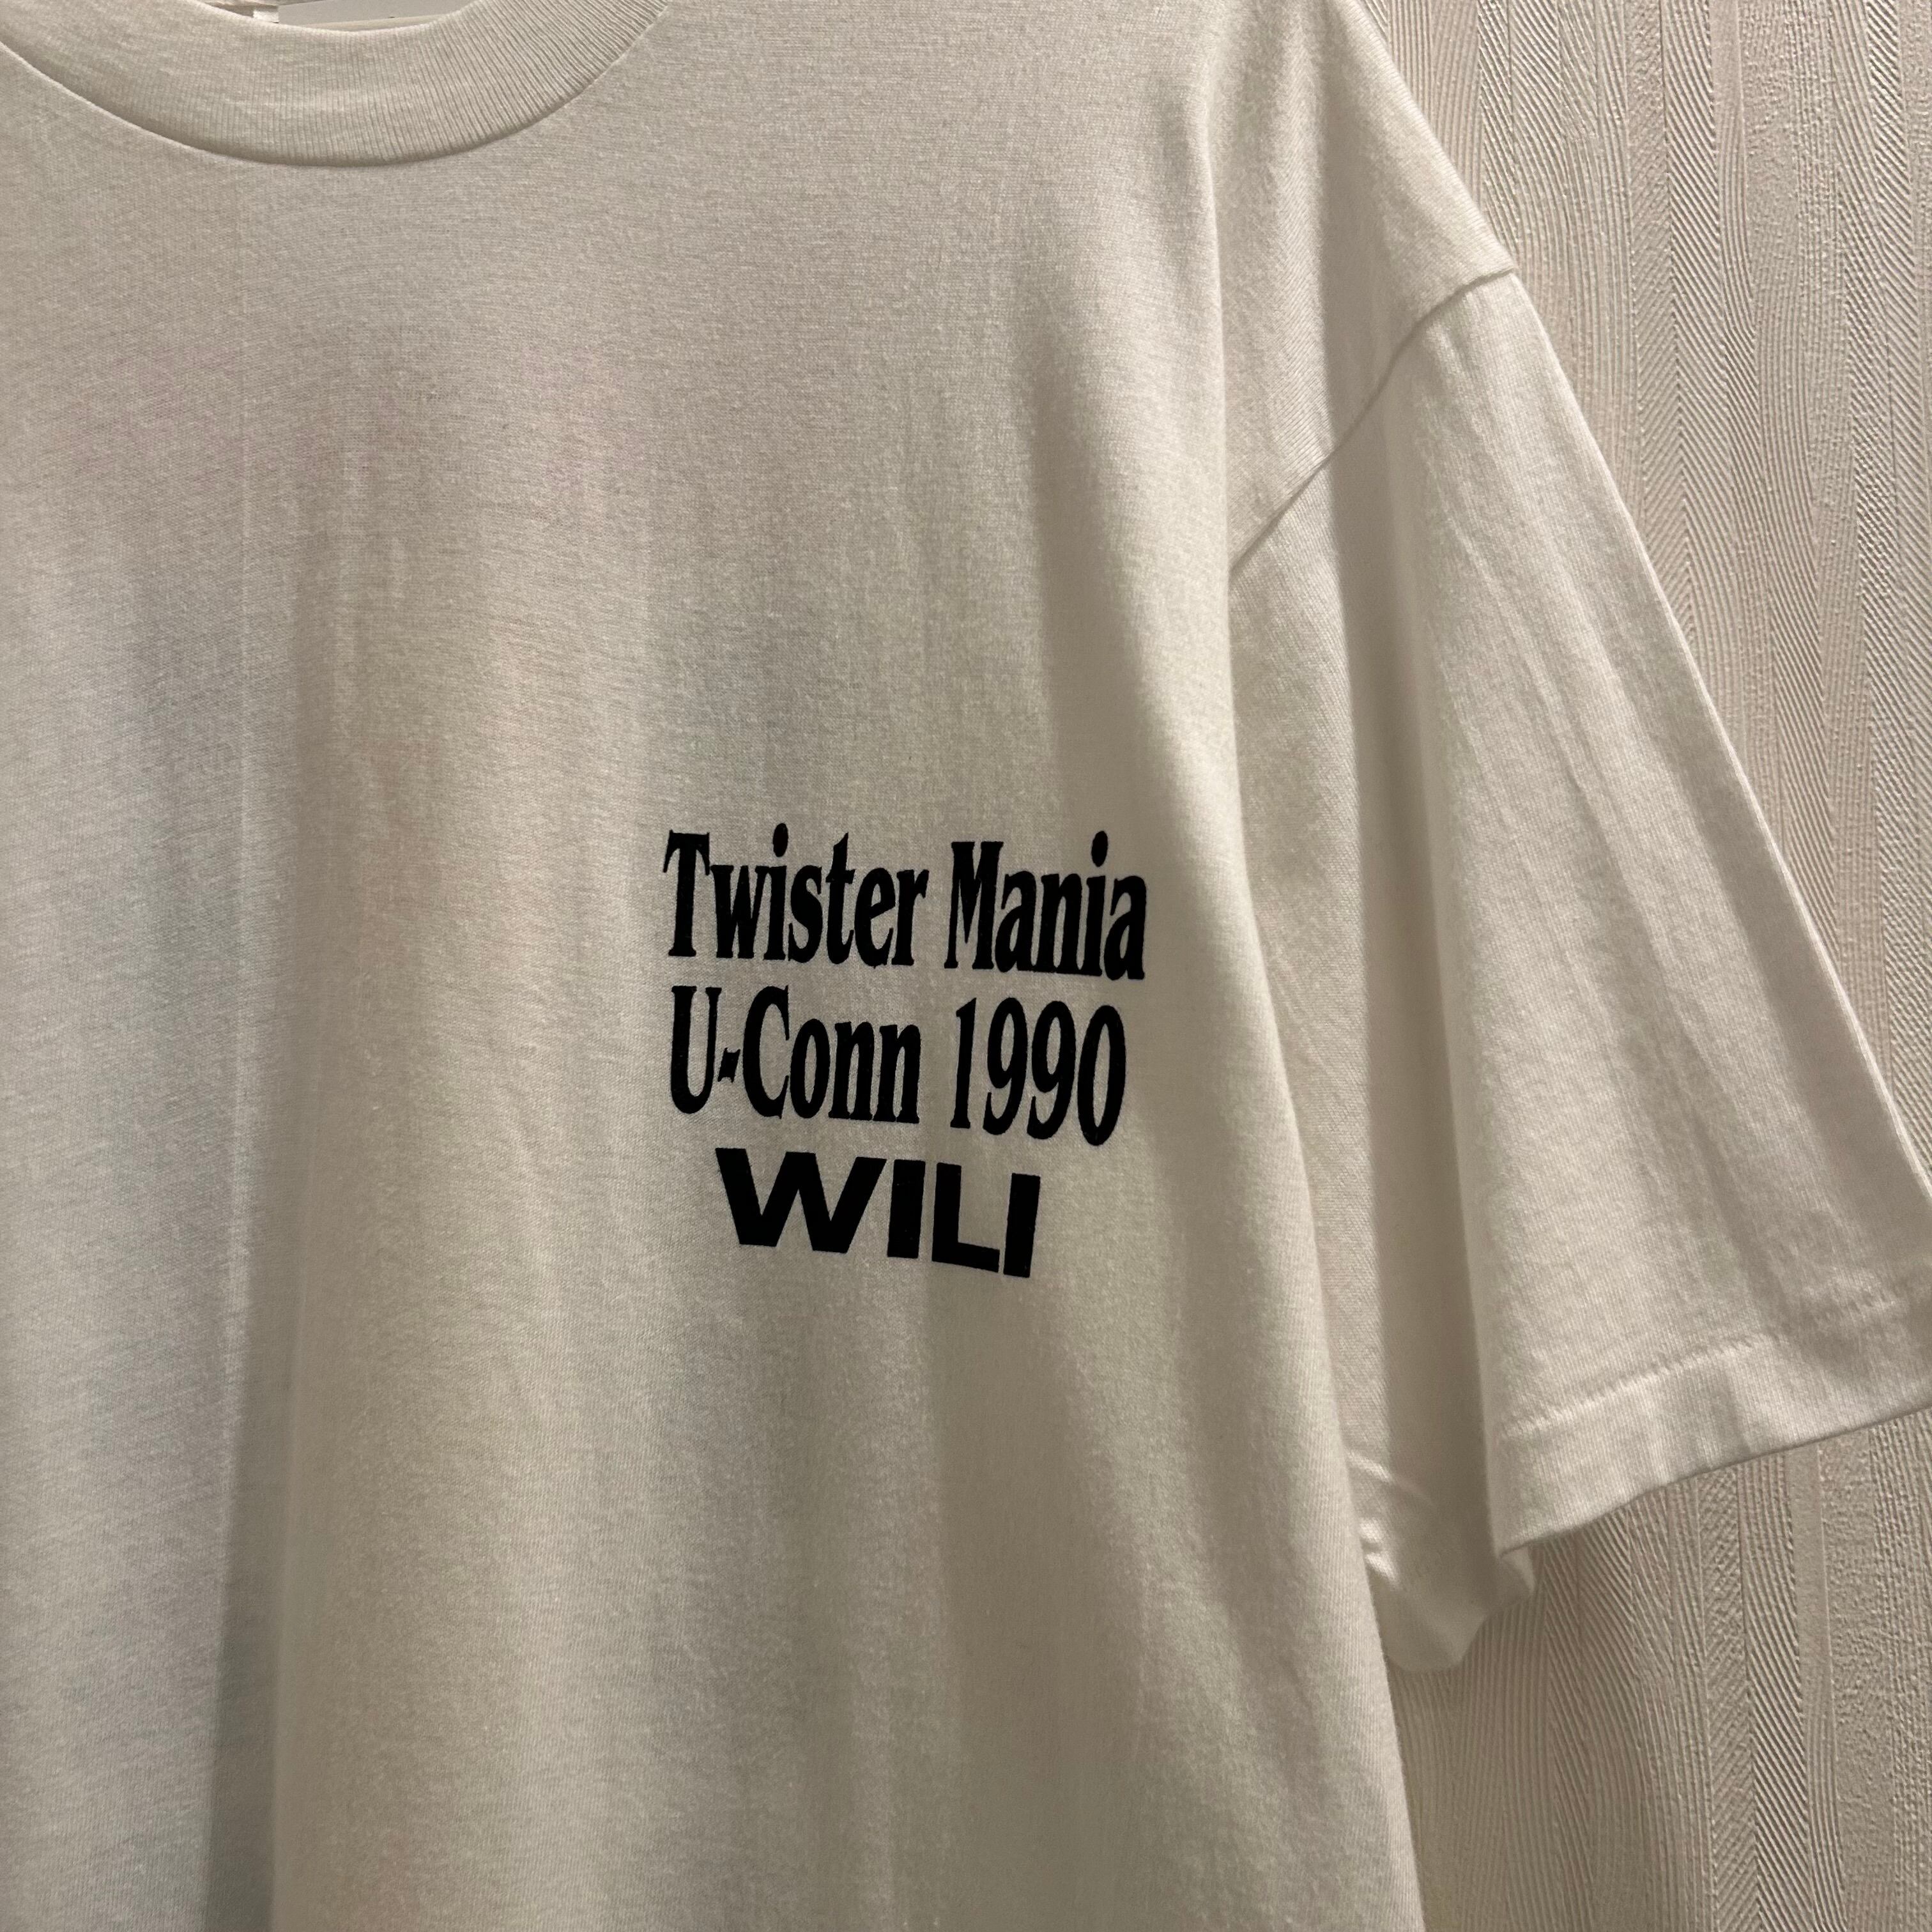 Twister Mania
U-Conn 1990
WILI